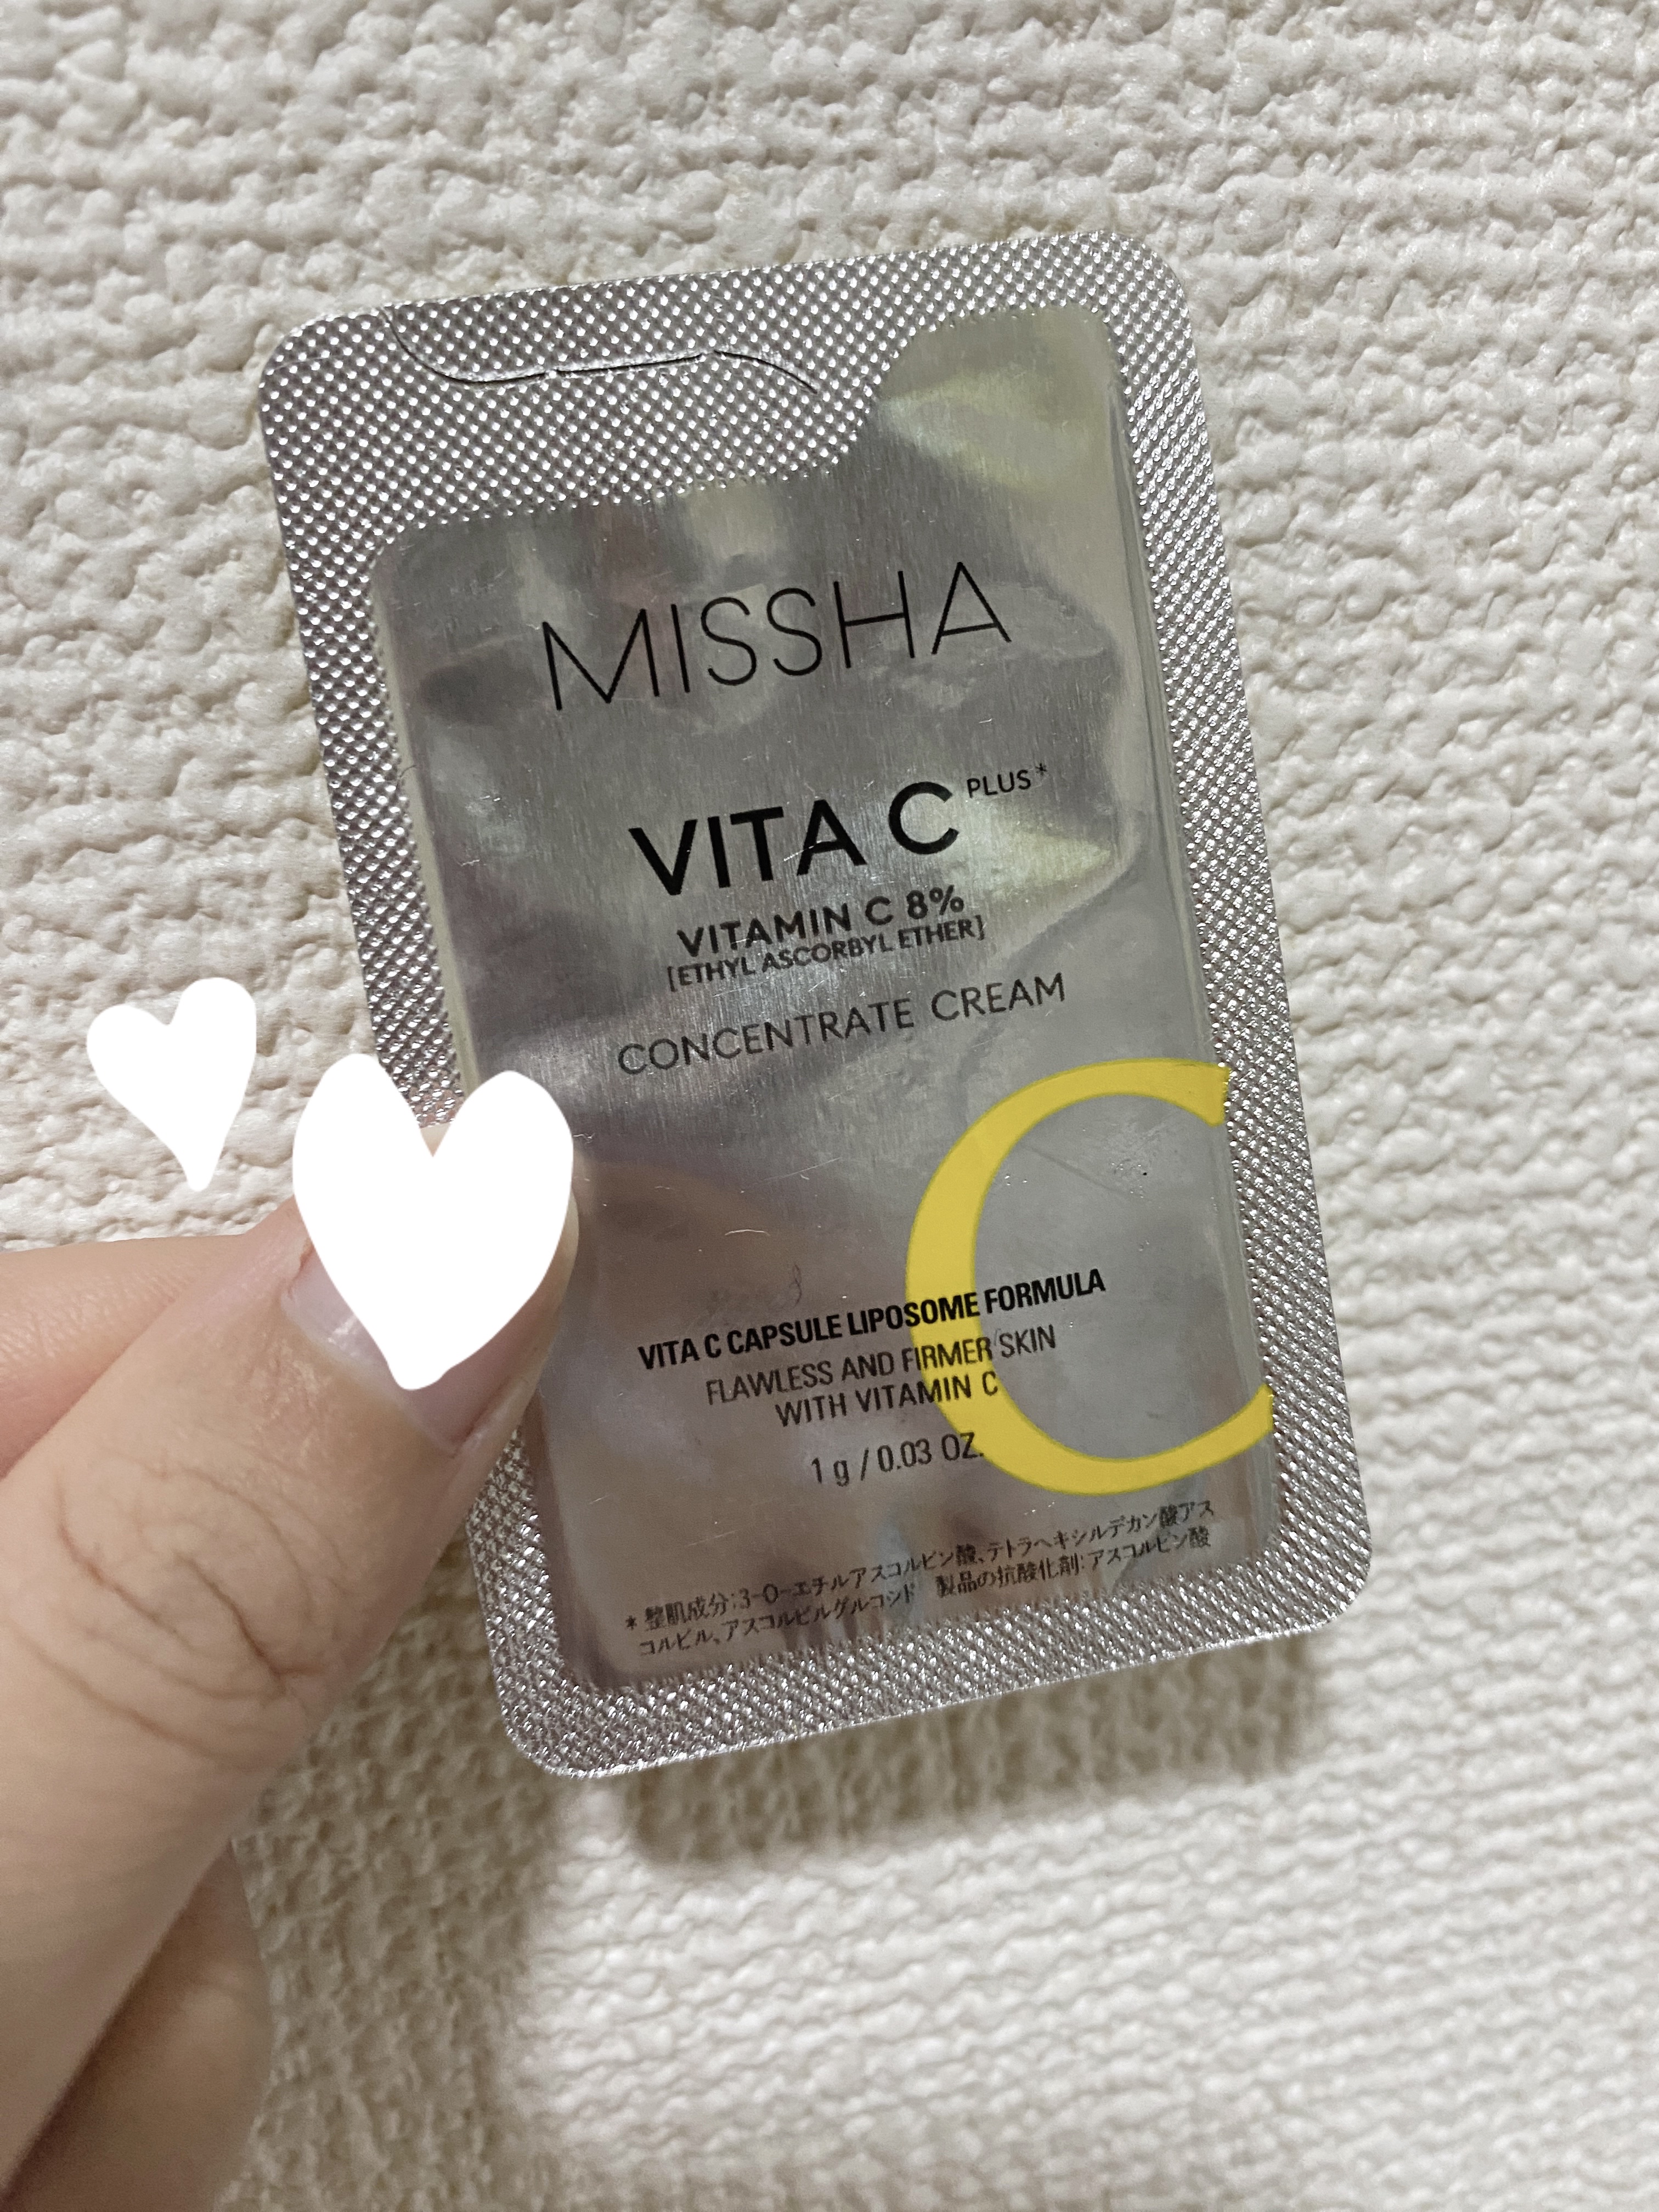 MISSHA
VITA C PLUS*
VITAMIN C 8%
[ETHYL ASCORBYL ETHER]
CONCENTRATE CREAM
C
VITA C CAPSULE LIPOSOME FORMULA
FLAWLESS AND FIRMER SKIN
WITH VITAMIN C
1 g / 0.03 OZ.
* 整肌成分:3-O-エチルアスコルビン酸、テトラヘキシルデカン酸アス
コルビル、アスコルビルグルコシド 製品の抗酸化剤:アスコルビン酸